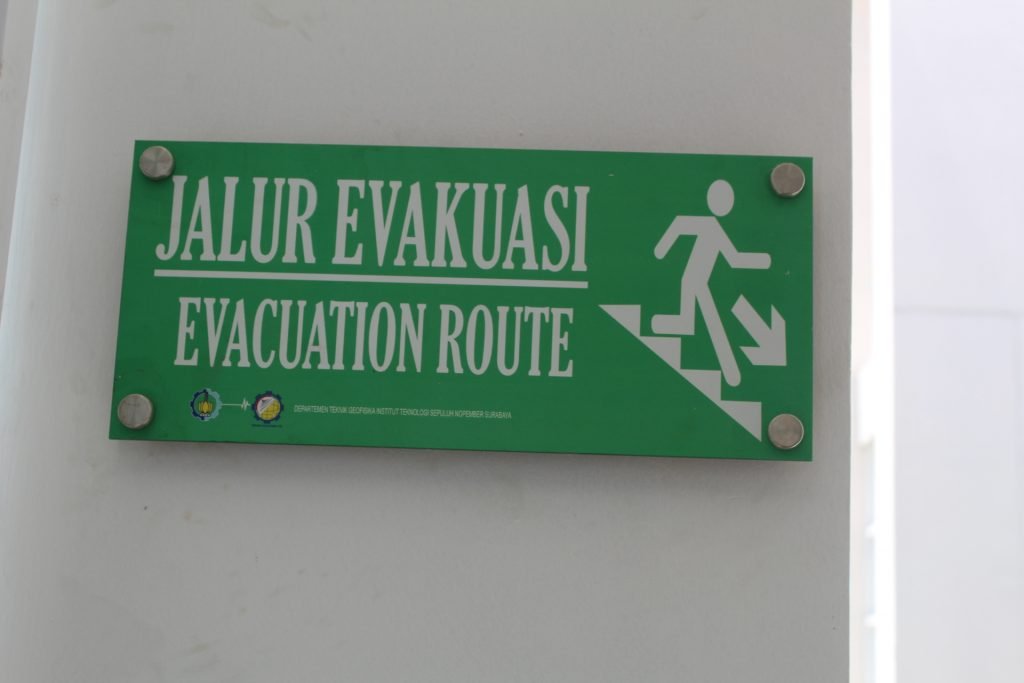 JALUR EVAKUASI
EVACUATION ROUTE
DEPARTEMEN TEKNIK GEOFISIKA INSTITUT TEKNOLOGI SEPULUH NOPEMBER SURABAYA